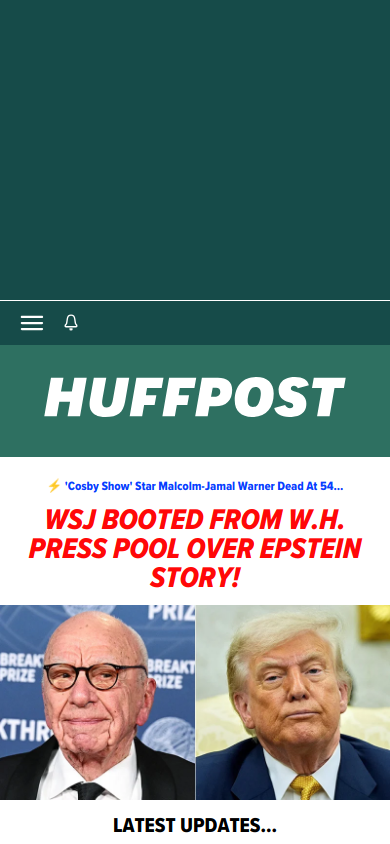 HUFFPOST
⚡ 'Cosby Show' Star Malcolm-Jamal Warner Dead At 54...
WSJ BOOTED FROM W.H.
PRESS POOL OVER EPSTEIN
STORY!
PRIZ
BREAKT
PRIZE
BREAK
PRIZE
KTHR
LATEST UPDATES...